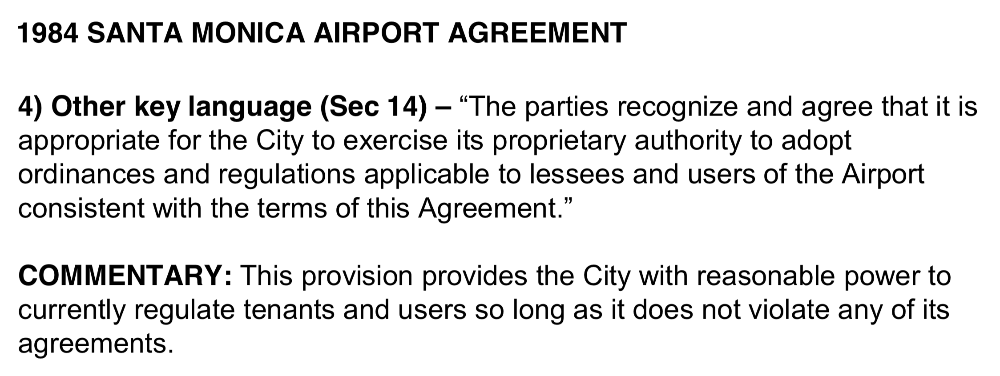 1984 SANTA MONICA AIRPORT AGREEMENT
4) Other key language (Sec 14) – “The parties recognize and agree that it is
appropriate for the City to exercise its proprietary authority to adopt
ordinances and regulations applicable to lessees and users of the Airport
consistent with the terms of this Agreement.”
COMMENTARY: This provision provides the City with reasonable power to
currently regulate tenants and users so long as it does not violate any of its
agreements.